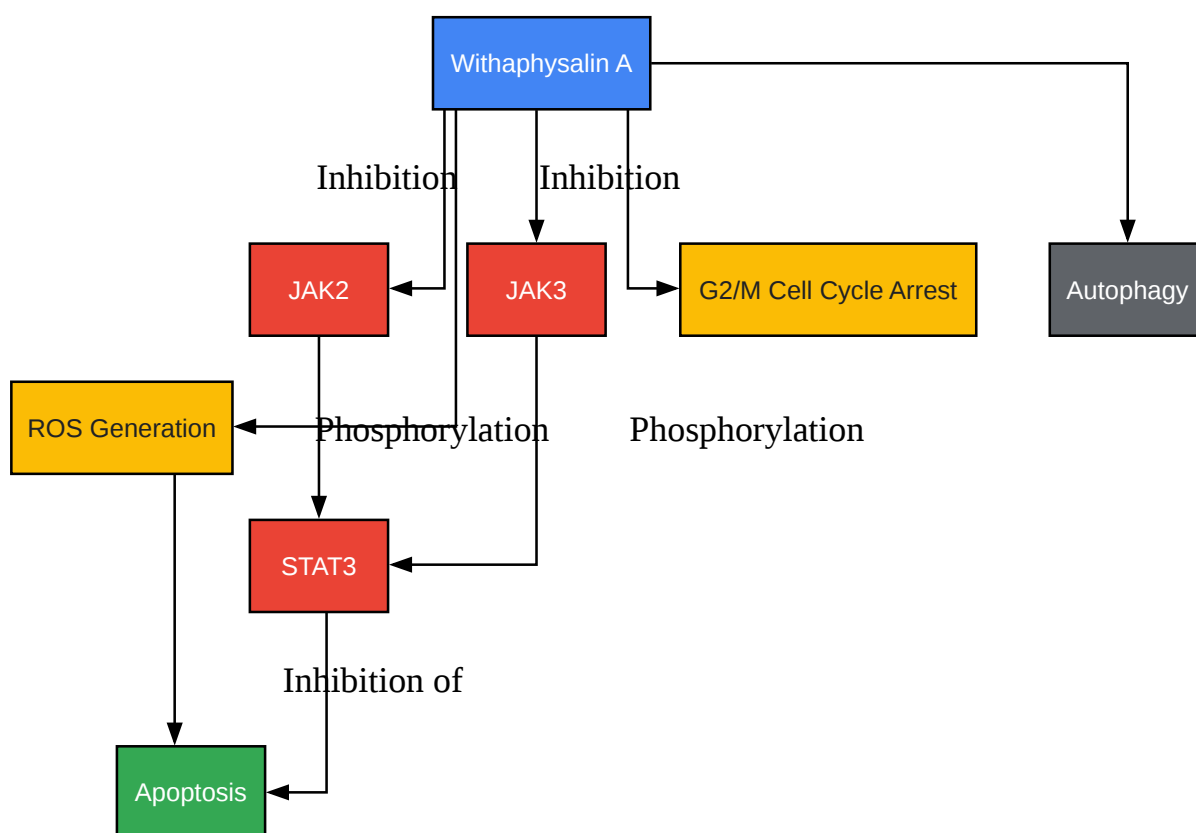 Withaphysalin A
Inhibition
Inhibition
JAK2
JAK3
G2/M Cell Cycle Arrest
Autophagy
ROS Generation
Phosphorylation
Phosphorylation
STAT3
Inhibition of
Apoptosis